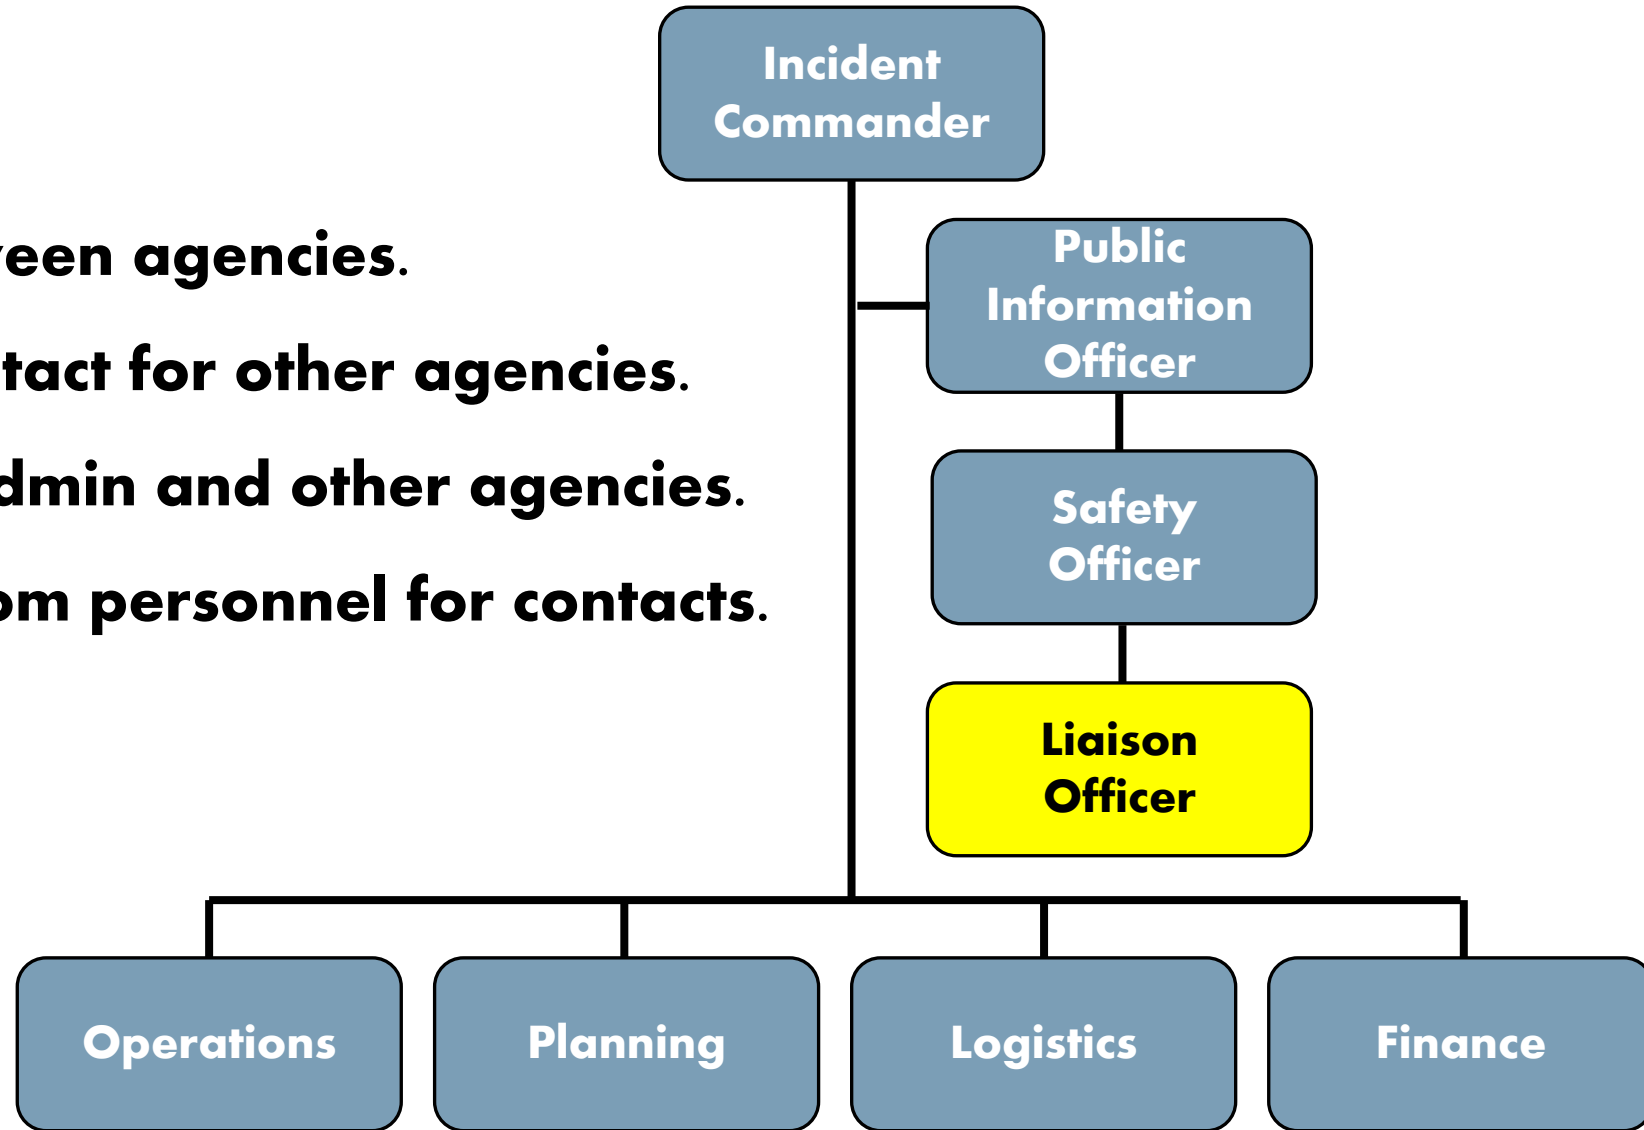 Incident
Commander
een agencies.
tact for other agencies.
dmin and other agencies.
om personnel for contacts.
Public
Information
Officer
Safety
Officer
Liaison
Officer
Operations
Planning
Logistics
Finance